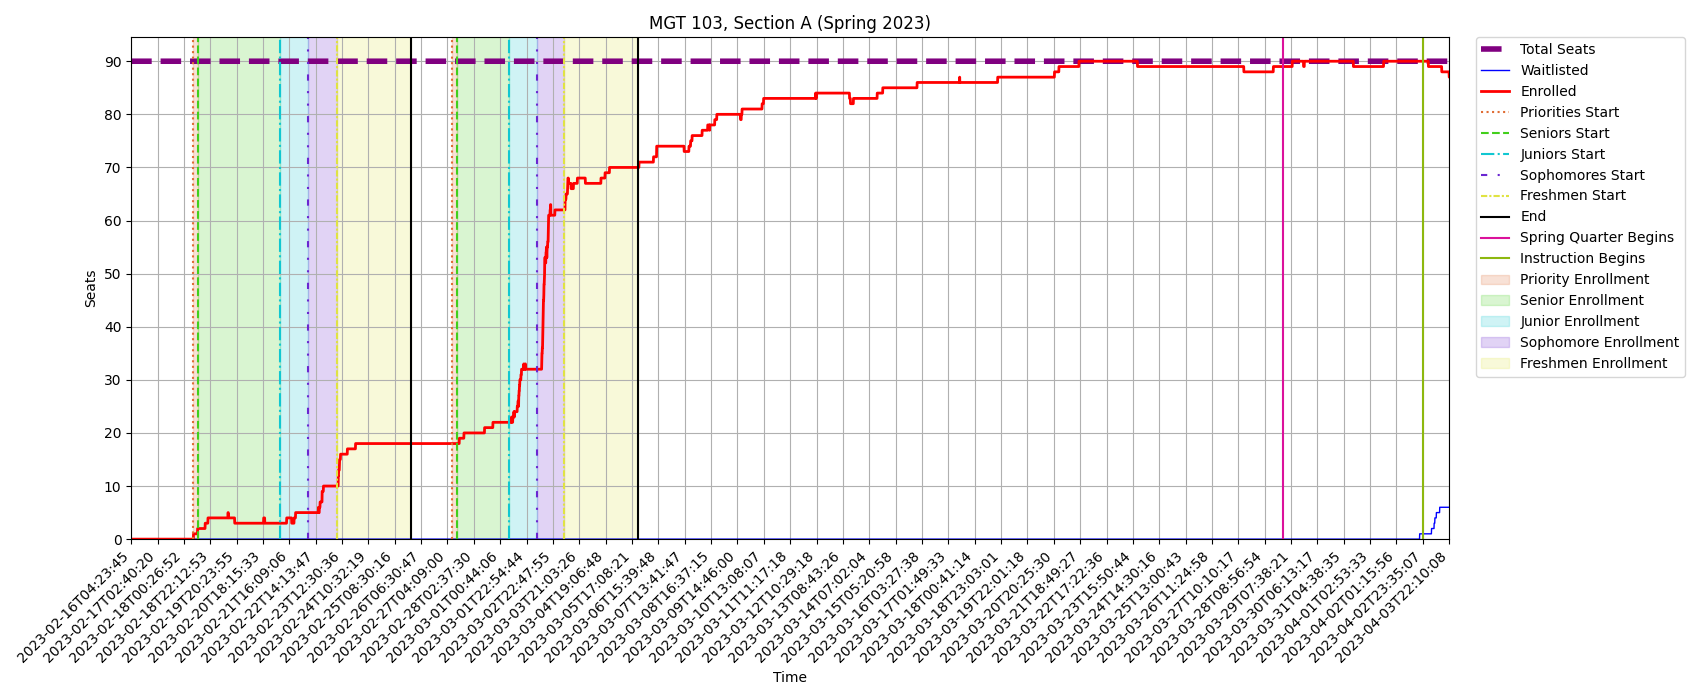 MGT 103, Section A (Spring 2023)
Seats
90
80
70
60
50
40
30
20
10
0
2023-02-16T04:23:45
2023-02-17T02:40:20
2023-02-18T00:26:52
2023-02-18T22:12:53
2023-02-19T20:23:55
2023-02-20T18:15:33
2023-02-21T16:09:06
2023-02-22T14:13:47
2023-02-23T12:30:36
2023-02-24T10:32:19
2023-02-25T08:30:16
2023-02-26T06:30:47
2023-02-27T04:09:00
2023-02-28T02:37:30
2023-03-01T00:44:06
2023-03-01T22:54:44
2023-03-02T22:47:55
2023-03-03T21:03:26
2023-03-04T19:06:48
2023-03-05T17:08:21
2023-03-06T15:39:48
2023-03-07T13:41:47
2023-03-08T16:37:15
2023-03-09T14:46:00
2023-03-10T13:08:07
2023-03-11T11:17:18
2023-03-12T10:29:18
2023-03-13T08:43:26
2023-03-14T07:02:04
2023-03-15T05:20:58
2023-03-16T03:27:38
2023-03-17T01:49:33
2023-03-18T00:41:14
2023-03-18T23:03:01
2023-03-19T22:01:18
2023-03-20T20:25:30
2023-03-21T18:49:27
2023-03-22T17:22:36
2023-03-23T15:50:44
2023-03-24T14:30:16
2023-03-25T13:00:43
2023-03-26T11:24:58
2023-03-27T10:10:17
2023-03-28T08:56:54
2023-03-29T07:38:21
2023-03-30T06:13:17
2023-03-31T04:38:35
2023-04-01T02:53:33
2023-04-02T01:15:56
2023-04-02T23:35:07
2023-04-03T22:10:08
Time
Total Seats
Waitlisted
Enrolled
Priorities Start
Seniors Start
Juniors Start
Sophomores Start
Freshmen Start
End
Spring Quarter Begins
Instruction Begins
Priority Enrollment
Senior Enrollment
Junior Enrollment
Sophomore Enrollment
Freshmen Enrollment